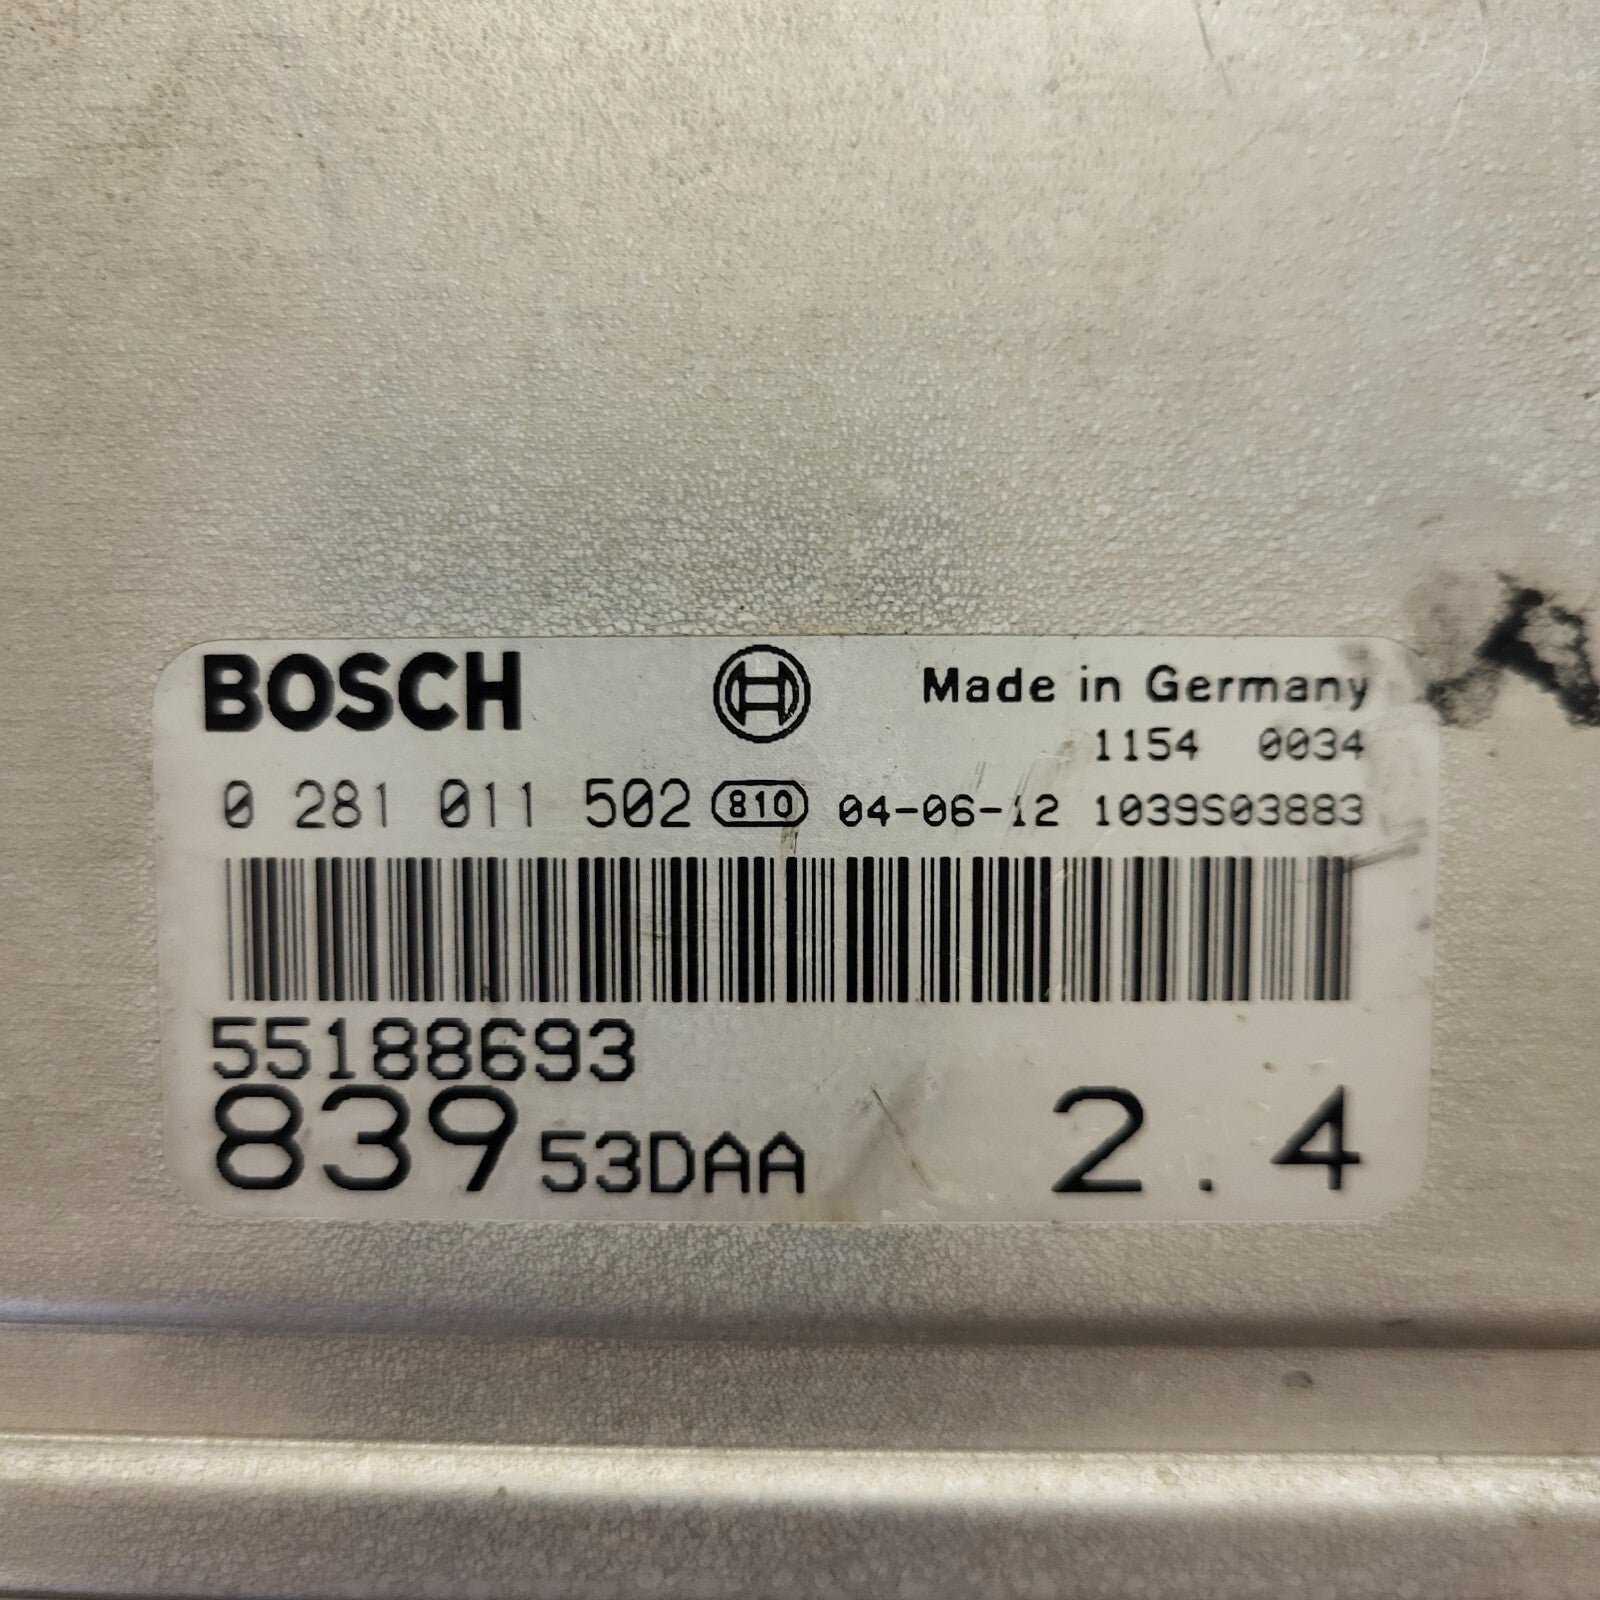 BOSCH
Made in Germany
1154 0034
0 281 011 502 810 04-06-12 1039S03883
55188693
839 53DAA 2.4